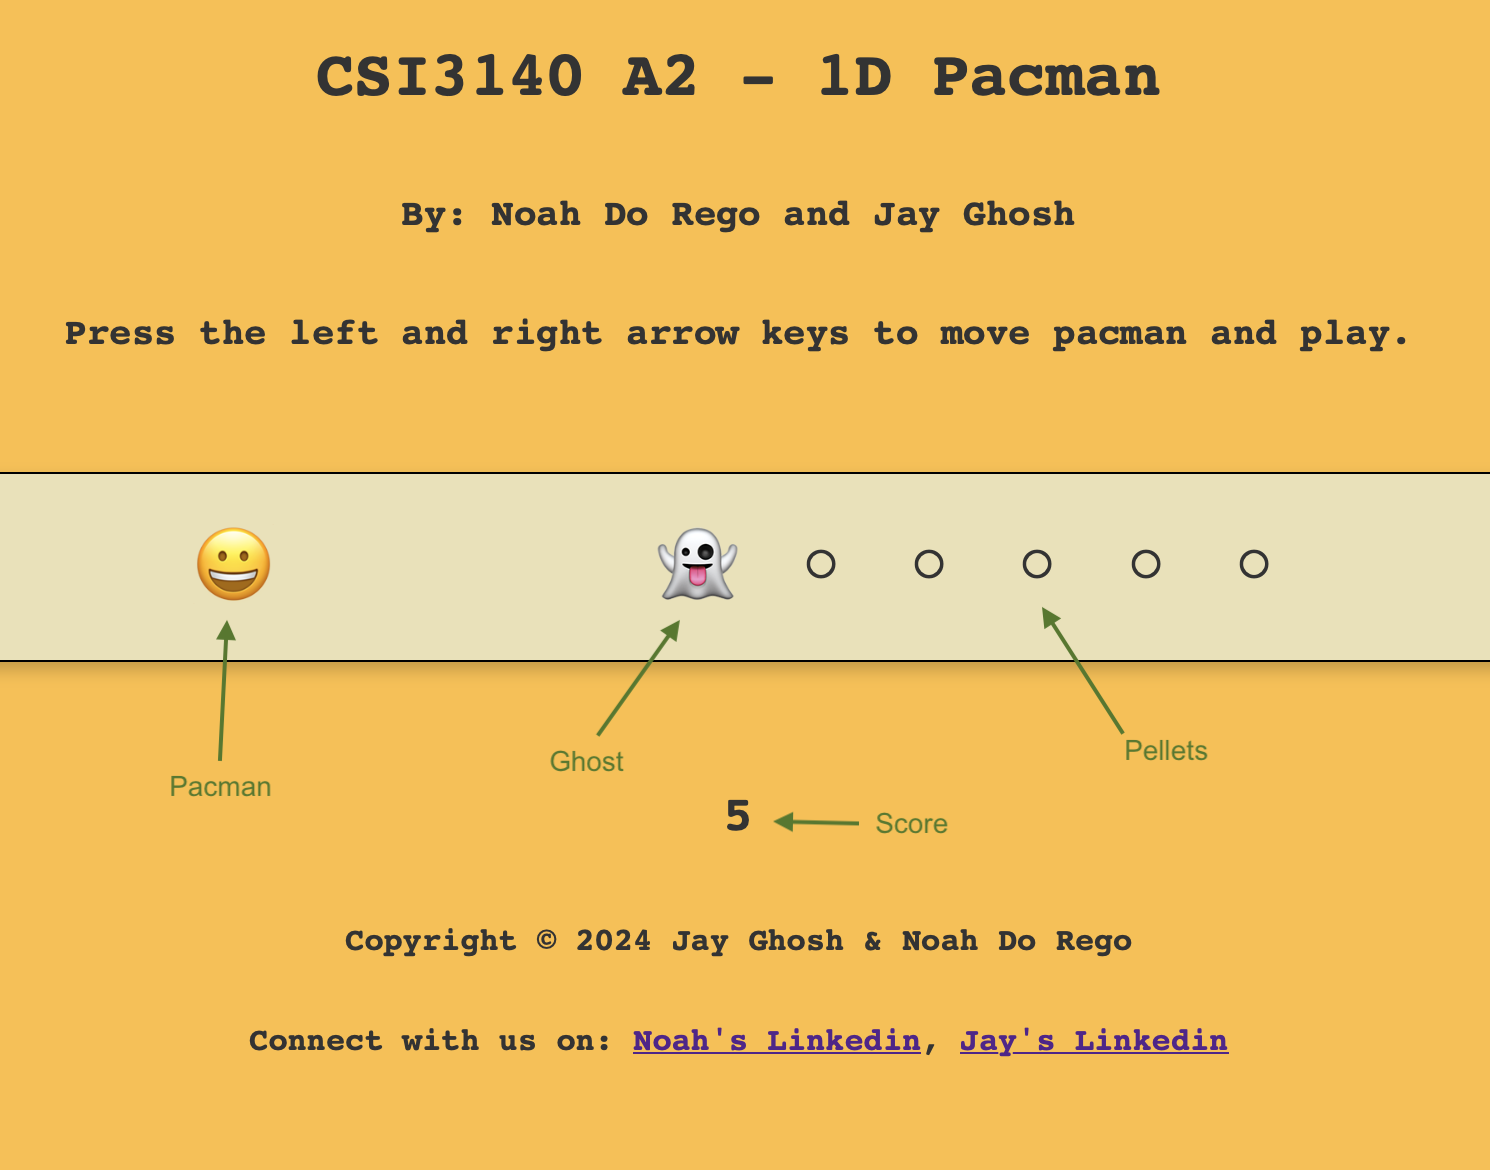 CSI3140 A2 – 1D Pacman
By: Noah Do Rego and Jay Ghosh
Press the left and right arrow keys to move pacman and play.
Pacman
Ghost
Pellets
5
Score
Copyright © 2024 Jay Ghosh & Noah Do Rego
Connect with us on: Noah's Linkedin, Jay's Linkedin